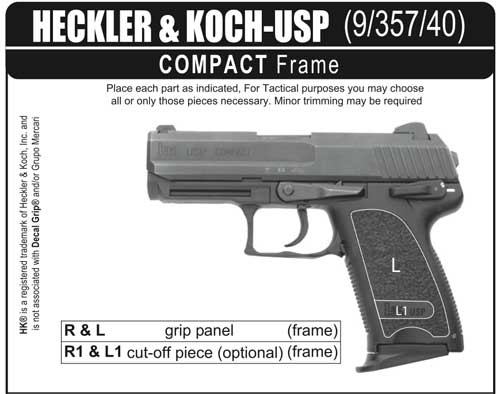 HECKLER & KOCH-USP (9/357/40)
COMPACT Frame
Place each part as indicated, For Tactical purposes you may choose
all or only those pieces necessary. Minor trimming may be required
HK® is a registered trademark of Heckler & Koch, Inc. and
is not associated with Decal Grip® and/or Grupo Mercari
USP COMPACT
L
L1 USP
R & L grip panel (frame)
R1 & L1 cut-off piece (optional) (frame)